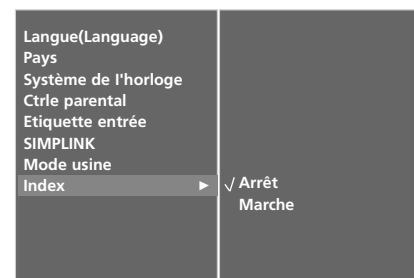 Langue(Language)
Pays
Système de l'horloge
Ctrle parental
Etiquette entrée
SIMPLINK
Mode usine
Index ► √ Arrêt
Marche